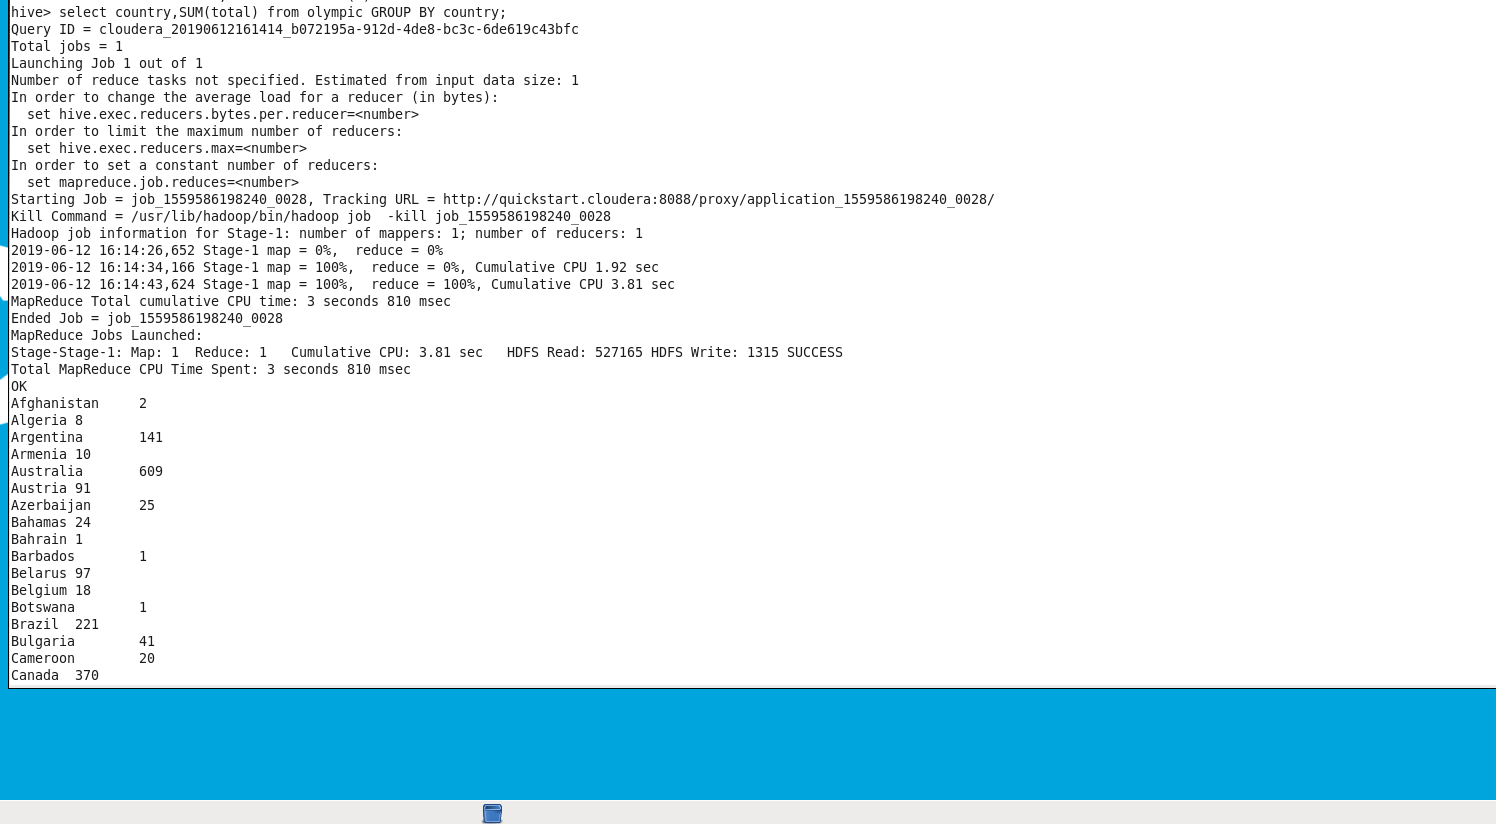 hive> select country,SUM(total) from olympic GROUP BY country;
Query ID = cloudera_20190612161414_b072195a-912d-4de8-bc3c-6de619c43bfc
Total jobs = 1
Launching Job 1 out of 1
Number of reduce tasks not specified. Estimated from input data size: 1
In order to change the average load for a reducer (in bytes):
  set hive.exec.reducers.bytes.per.reducer=<number>
In order to limit the maximum number of reducers:
  set hive.exec.reducers.max=<number>
In order to set a constant number of reducers:
  set mapreduce.job.reduces=<number>
Starting Job = job_1559586198240_0028, Tracking URL = http://quickstart.cloudera:8088/proxy/application_1559586198240_0028/
Kill Command = /usr/lib/hadoop/bin/hadoop job  -kill job_1559586198240_0028
Hadoop job information for Stage-1: number of mappers: 1; number of reducers: 1
2019-06-12 16:14:26,652 Stage-1 map = 0%,  reduce = 0%
2019-06-12 16:14:34,166 Stage-1 map = 100%,  reduce = 0%, Cumulative CPU 1.92 sec
2019-06-12 16:14:43,624 Stage-1 map = 100%,  reduce = 100%, Cumulative CPU 3.81 sec
MapReduce Total cumulative CPU time: 3 seconds 810 msec
Ended Job = job_1559586198240_0028
MapReduce Jobs Launched:
Stage-Stage-1: Map: 1  Reduce: 1   Cumulative CPU: 3.81 sec   HDFS Read: 527165 HDFS Write: 1315 SUCCESS
Total MapReduce CPU Time Spent: 3 seconds 810 msec
OK
Afghanistan     2
Algeria 8
Argentina       141
Armenia 10
Australia       609
Austria 91
Azerbaijan      25
Bahamas 24
Bahrain 1
Barbados        1
Belarus 97
Belgium 18
Botswana        1
Brazil  221
Bulgaria        41
Cameroon        20
Canada  370